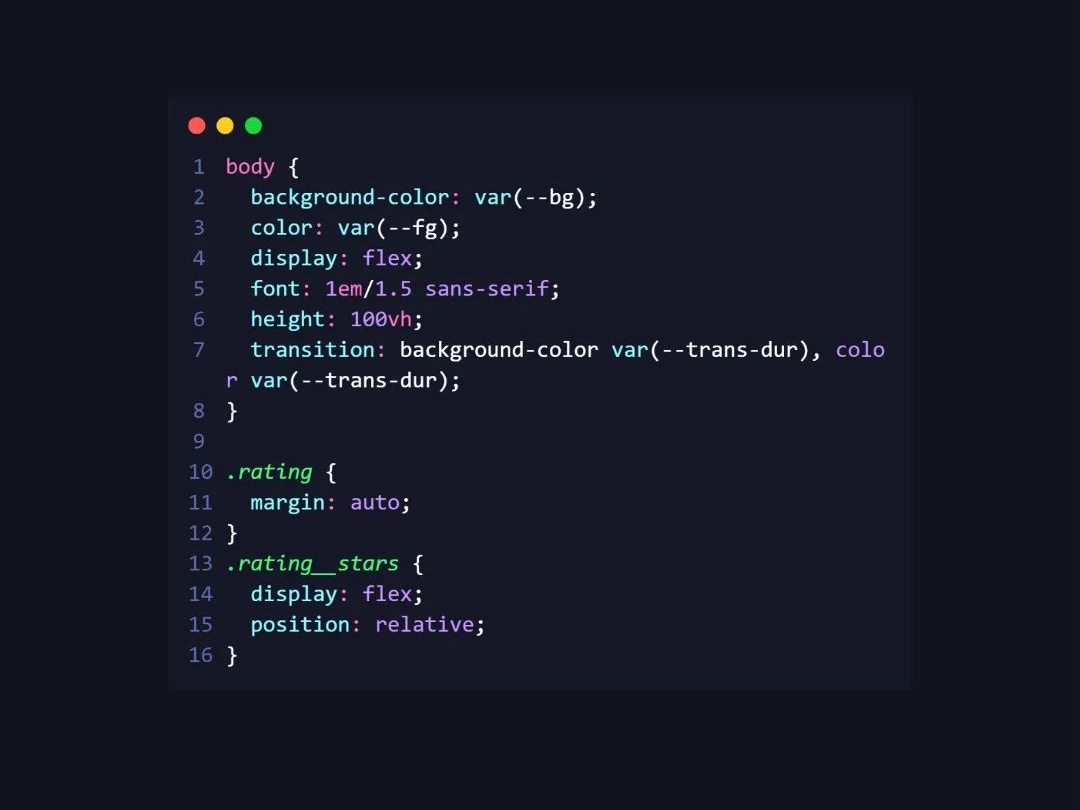 1 body {
2   background-color: var(--bg);
3   color: var(--fg);
4   display: flex;
5   font: 1em/1.5 sans-serif;
6   height: 100vh;
7   transition: background-color var(--trans-dur), colo
r var(--trans-dur);
8 }
9
10 .rating {
11   margin: auto;
12 }
13 .rating__stars {
14   display: flex;
15   position: relative;
16 }